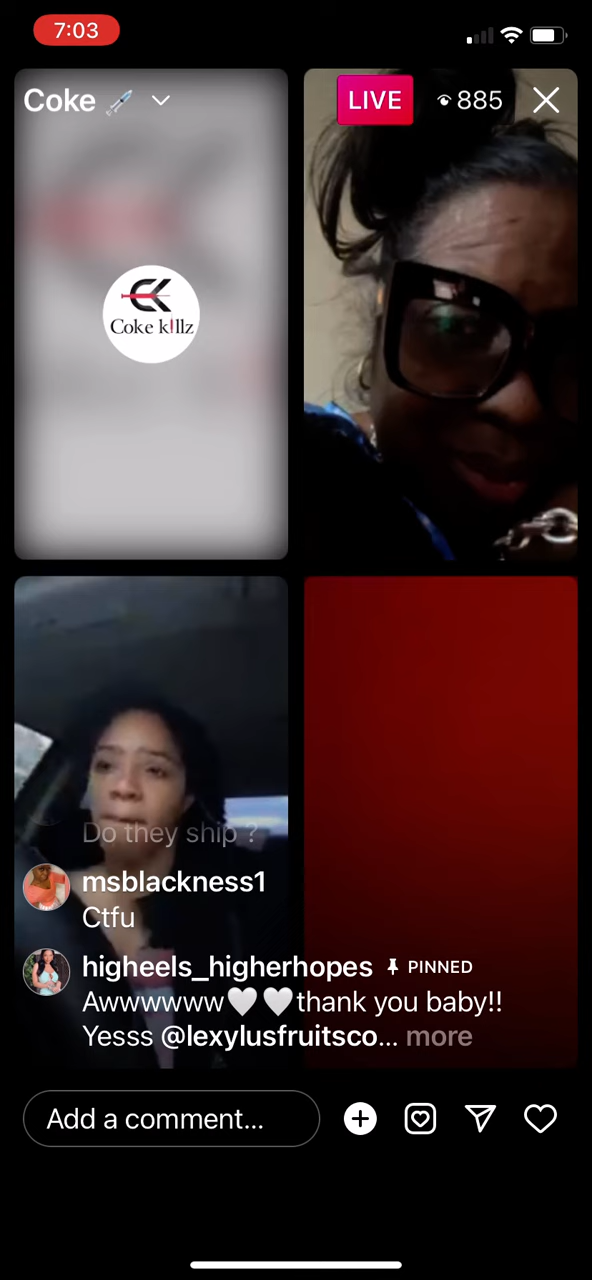 7:03
Coke
LIVE
885
Coke k!llz
Do they ship ?
msblackness1
Ctfu
higheels_higherhopes PINNED
Awwwwww🤍🤍thank you baby!!
Yesss @lexylusfruitsco... more
Add a comment...